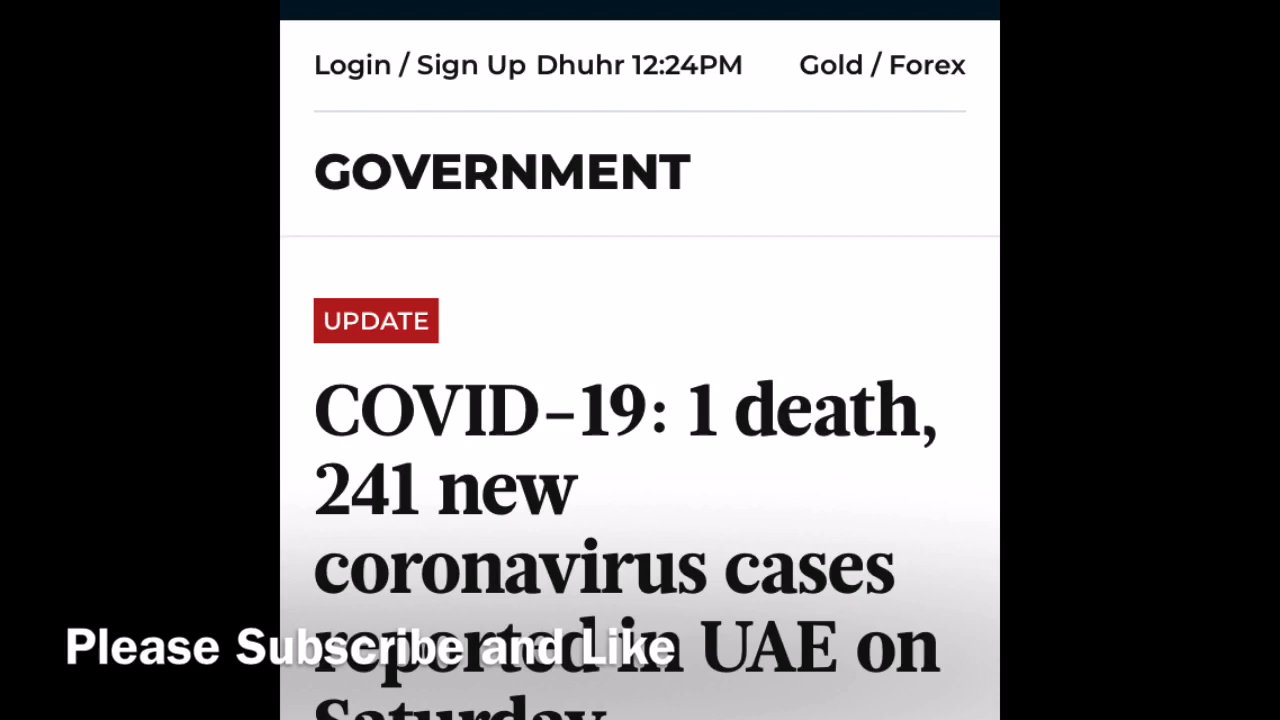 Login / Sign Up Dhuhr 12:24PM Gold / Forex
GOVERNMENT
UPDATE
COVID-19: 1 death,
241 new
coronavirus cases
reported in UAE on
Saturday
Please Subscribe and Like